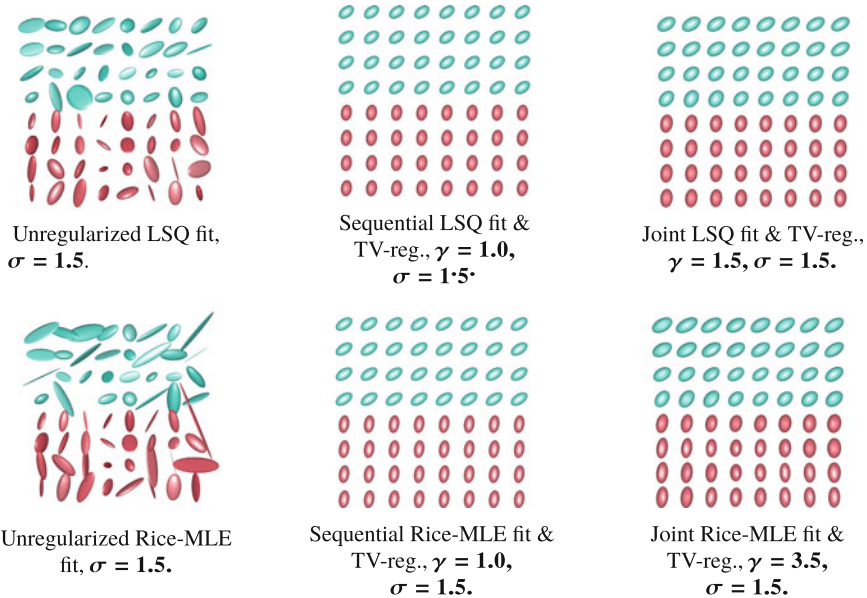 Unregularized LSQ fit,
σ = 1.5.
Sequential LSQ fit &
TV-reg., γ = 1.0,
σ = 1·5·
Joint LSQ fit & TV-reg.,
γ = 1.5, σ = 1.5.
Unregularized Rice-MLE
fit, σ = 1.5.
Sequential Rice-MLE fit &
TV-reg., γ = 1.0,
σ = 1.5.
Joint Rice-MLE fit &
TV-reg., γ = 3.5,
σ = 1.5.